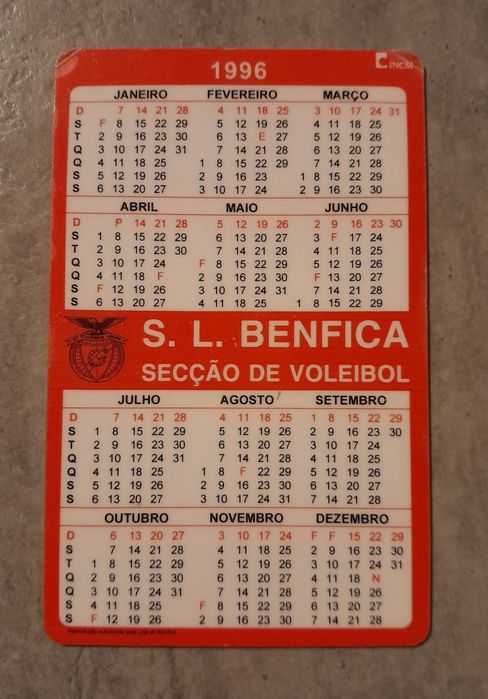 1996
INCM
JANEIRO FEVEREIRO MARÇO
D 7 14 21 28 4 11 18 25 3 10 17 24 31
S F 8 15 22 29 5 12 19 26 4 11 18 25
T 2 9 16 23 30 6 13 E 27 5 12 19 26
Q 3 10 17 24 31 7 14 21 28 6 13 20 27
Q 4 11 18 25 1 8 15 22 29 7 14 21 28
S 5 12 19 26 2 9 16 23 1 8 15 22 29
S 6 13 20 27 3 10 17 24 2 9 16 23 30
ABRIL MAIO JUNHO
D P 14 21 28 5 12 19 26 2 9 16 23 30
S 1 8 15 22 29 6 13 20 27 3 F 17 24
T 2 9 16 23 30 7 14 21 28 4 11 18 25
Q 3 10 17 24 F 8 15 22 29 5 12 19 26
Q 4 11 18 F 2 9 16 23 30 F 13 20 27
S F 12 19 26 3 10 17 24 31 7 14 21 28
S 6 13 20 27 4 11 18 25 1 8 15 22 29
S. L. BENFICA
SECÇÃO DE VOLEIBOL
JULHO AGOSTO SETEMBRO
D 7 14 21 28 4 11 18 25 1 8 15 22 29
S 1 8 15 22 29 5 12 19 26 2 9 16 23 30
T 2 9 16 23 30 6 13 20 27 3 10 17 24
Q 3 10 17 24 31 7 14 21 28 4 11 18 25
Q 4 11 18 25 1 8 F 22 29 5 12 19 26
S 5 12 19 26 2 9 16 23 30 6 13 20 27
S 6 13 20 27 3 10 17 24 31 7 14 21 28
OUTUBRO NOVEMBRO DEZEMBRO
D 6 13 20 27 3 10 17 24 F F 15 22 29
S 7 14 21 28 4 11 18 25 2 9 16 23 30
T 1 8 15 22 29 5 12 19 26 3 10 17 24 31
Q 2 9 16 23 30 6 13 20 27 4 11 18 N
Q 3 10 17 24 31 7 14 21 28 5 12 19 26
S 4 11 18 25 F 8 15 22 29 6 13 20 27
S F 12 19 26 2 9 16 23 30 7 14 21 28
Reprodução autorizada pela Loja do Benfica